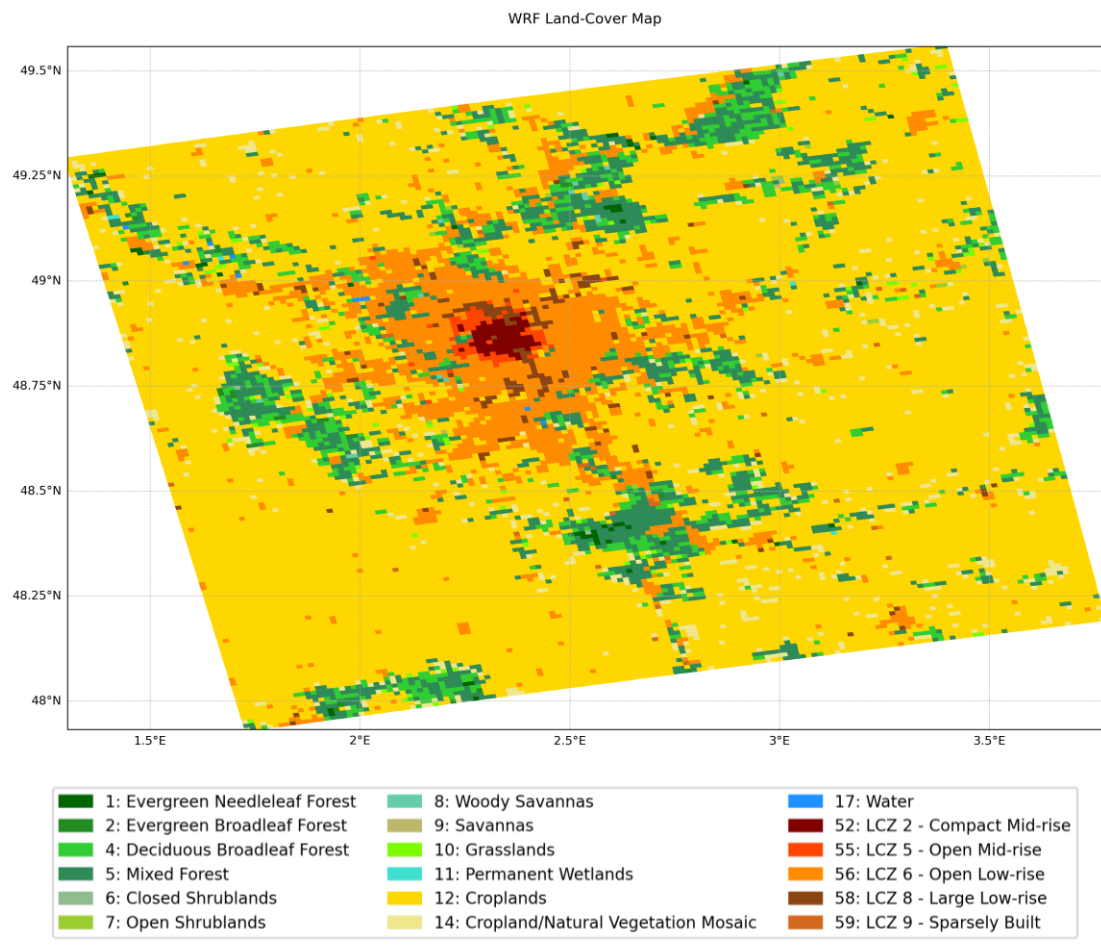 WRF Land-Cover Map
49.5°N
49.25°N
49°N
48.75°N
48.5°N
48.25°N
48°N
1.5°E
2°E
2.5°E
3°E
3.5°E
1: Evergreen Needleleaf Forest
2: Evergreen Broadleaf Forest
4: Deciduous Broadleaf Forest
5: Mixed Forest
6: Closed Shrublands
7: Open Shrublands
8: Woody Savannas
9: Savannas
10: Grasslands
11: Permanent Wetlands
12: Croplands
14: Cropland/Natural Vegetation Mosaic
17: Water
52: LCZ 2 - Compact Mid-rise
55: LCZ 5 - Open Mid-rise
56: LCZ 6 - Open Low-rise
58: LCZ 8 - Large Low-rise
59: LCZ 9 - Sparsely Built